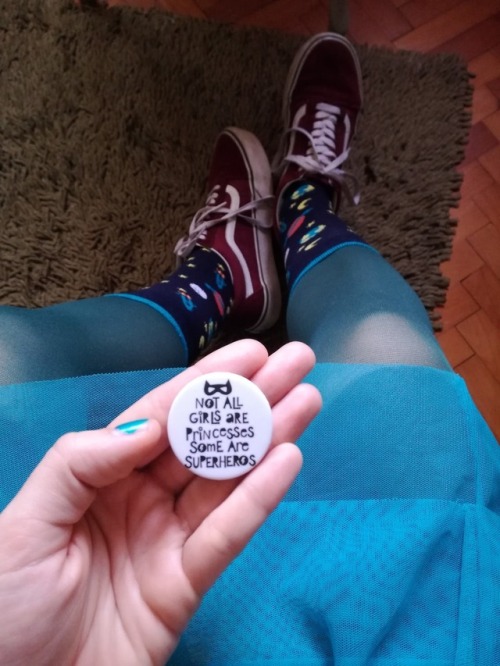 NOT ALL
GiRLS aRE
PRiNCESSES
SomE ARe
SUPERHEROS